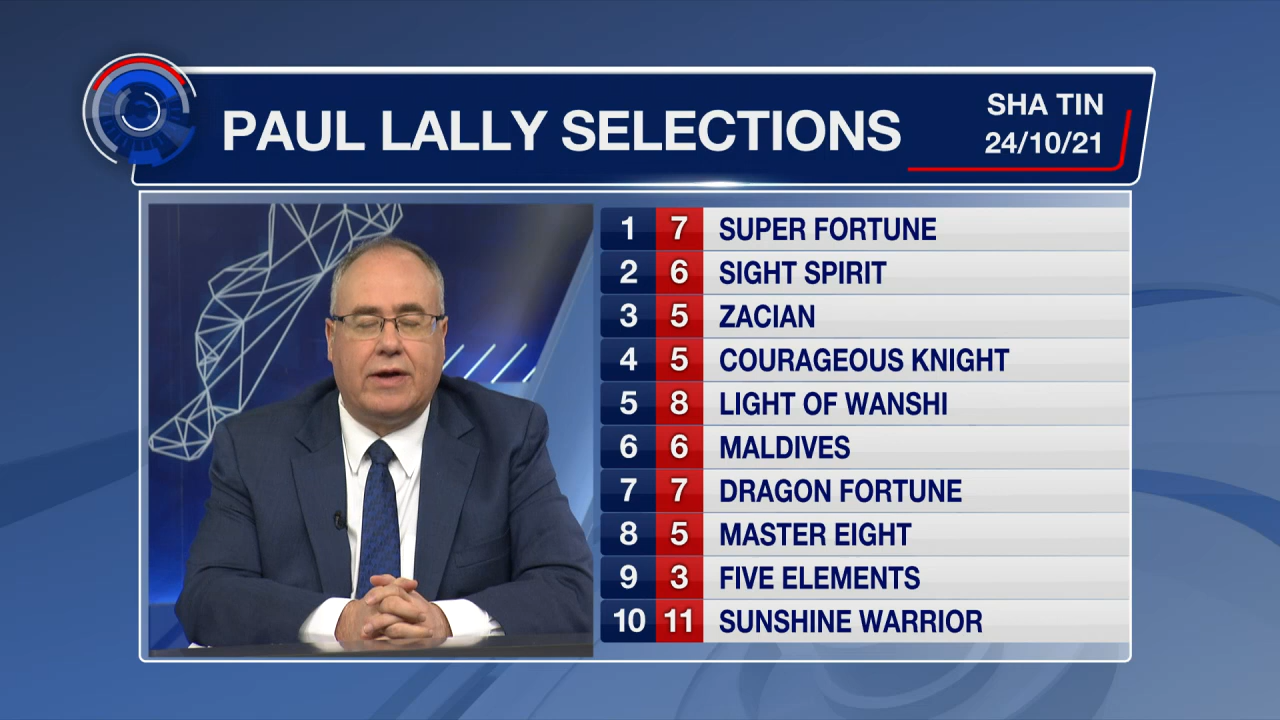 PAUL LALLY SELECTIONS
SHA TIN
24/10/21
1 7 SUPER FORTUNE
2 6 SIGHT SPIRIT
3 5 ZACIAN
4 5 COURAGEOUS KNIGHT
5 8 LIGHT OF WANSHI
6 6 MALDIVES
7 7 DRAGON FORTUNE
8 5 MASTER EIGHT
9 3 FIVE ELEMENTS
10 11 SUNSHINE WARRIOR